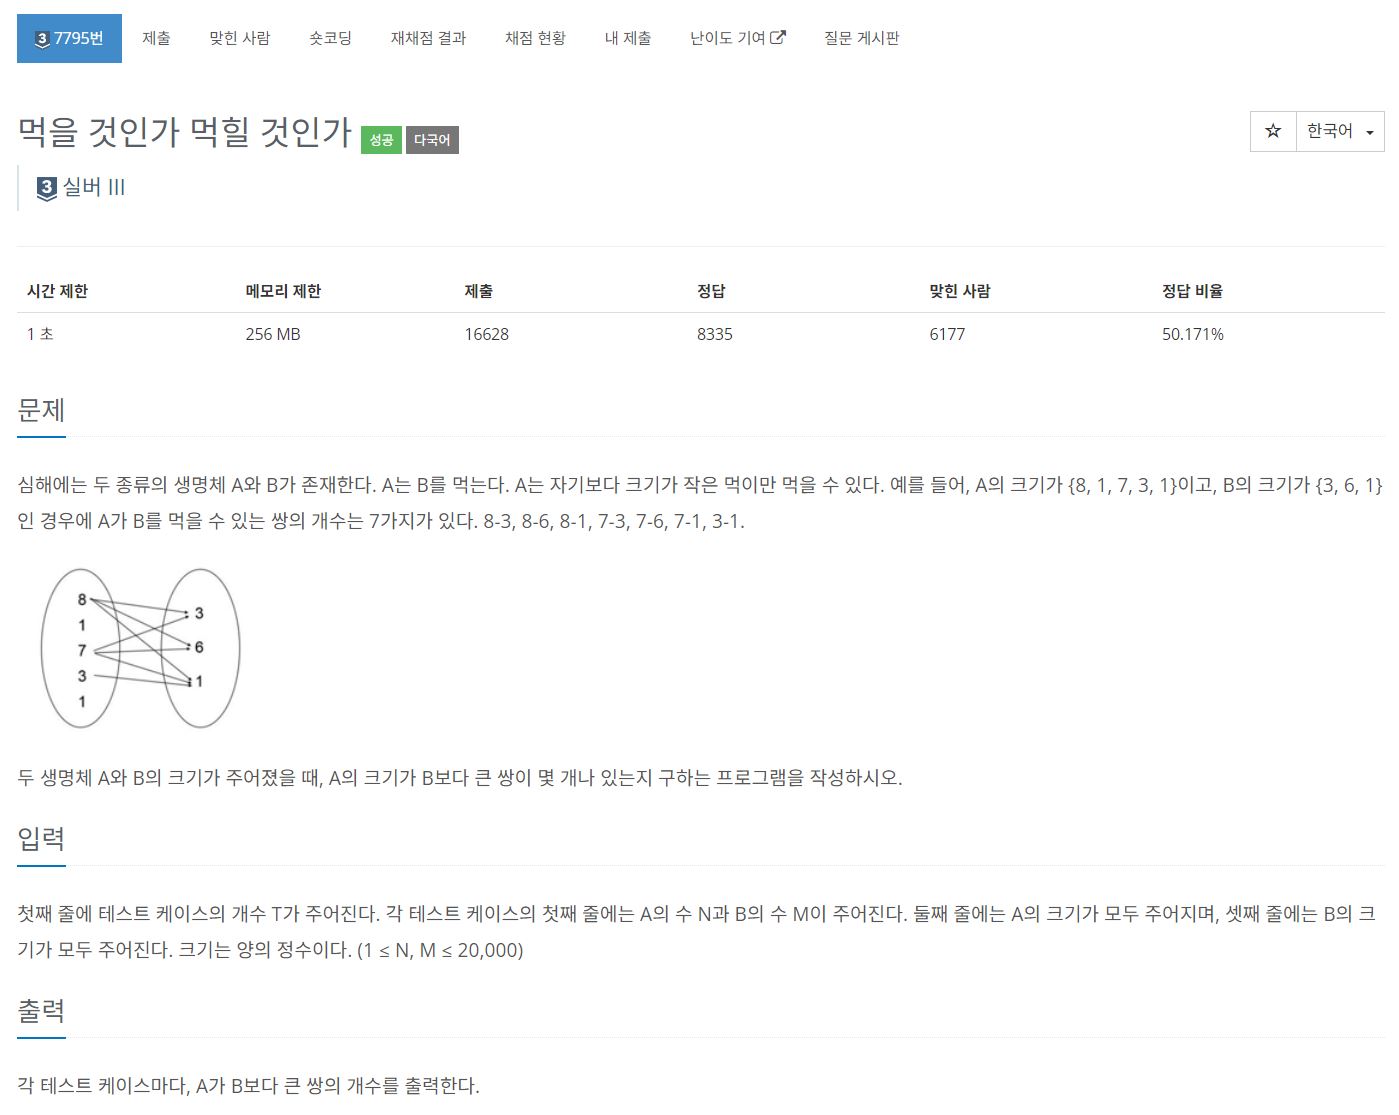 3 7795번 제출 맞힌 사람 숏코딩 재채점 결과 채점 현황 내 제출 난이도 기여 질문 게시판
먹을 것인가 먹힐 것인가 성공 다국어 한국어
3 실버 III
시간 제한 메모리 제한 제출 정답 맞힌 사람 정답 비율
1 초 256 MB 16628 8335 6177 50.171%
문제
심해에는 두 종류의 생명체 A와 B가 존재한다. A는 B를 먹는다. A는 자기보다 크기가 작은 먹이만 먹을 수 있다. 예를 들어, A의 크기가 {8, 1, 7, 3, 1}이고, B의 크기가 {3, 6, 1}
인 경우에 A가 B를 먹을 수 있는 쌍의 개수는 7가지가 있다. 8-3, 8-6, 8-1, 7-3, 7-6, 7-1, 3-1.
8
3
1
7
6
3
1
1
두 생명체 A와 B의 크기가 주어졌을 때, A의 크기가 B보다 큰 쌍이 몇 개나 있는지 구하는 프로그램을 작성하시오.
입력
첫째 줄에 테스트 케이스의 개수 T가 주어진다. 각 테스트 케이스의 첫째 줄에는 A의 수 N과 B의 수 M이 주어진다. 둘째 줄에는 A의 크기가 모두 주어지며, 셋째 줄에는 B의 크
기가 모두 주어진다. 크기는 양의 정수이다. (1 ≤ N, M ≤ 20,000)
출력
각 테스트 케이스마다, A가 B보다 큰 쌍의 개수를 출력한다.